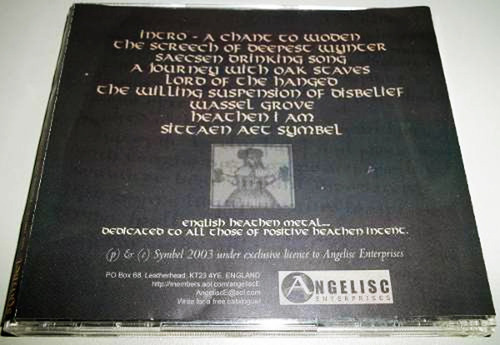 INTRO - A CHANT TO WODEN
THE SCREECH OF DEEPEST WYNTER
SAECSEN DRINKING SONG
A JOURNEY WITH OAK STAVES
LORD OF THE HANGED
THE WILLING SUSPENSION OF DISBELIEF
WASSEL GROVE
HEATHEN I AM
SITTAEN AET SYMBEL
ENGLISH HEATHEN METAL...
DEDICATED TO ALL THOSE OF POSITIVE HEATHEN INTENT.
(p) & (c) Symbel 2003 under exclusive licence to Angelisc Enterprises
PO Box 68, Leatherhead, KT23 4YE, ENGLAND
http://members.aol.com/angeliscE
AngeliscE@aol.com
Write for a free catalogue!
ANGELISC
ENTERPRISES